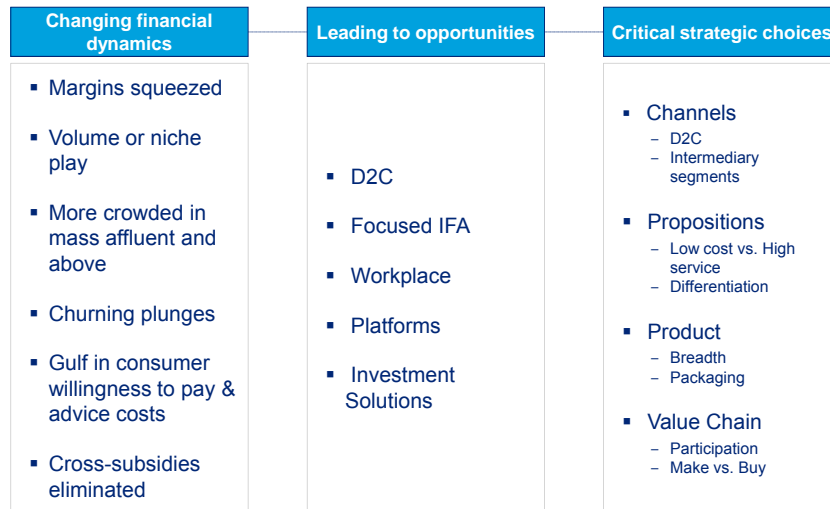 Changing financial
dynamics
▪ Margins squeezed
▪ Volume or niche
play
▪ More crowded in
mass affluent and
above
▪ Churning plunges
▪ Gulf in consumer
willingness to pay &
advice costs
▪ Cross-subsidies
eliminated
Leading to opportunities
▪ D2C
▪ Focused IFA
▪ Workplace
▪ Platforms
▪ Investment
Solutions
Critical strategic choices
▪ Channels
– D2C
– Intermediary
segments
▪ Propositions
– Low cost vs. High
service
– Differentiation
▪ Product
– Breadth
– Packaging
▪ Value Chain
– Participation
– Make vs. Buy